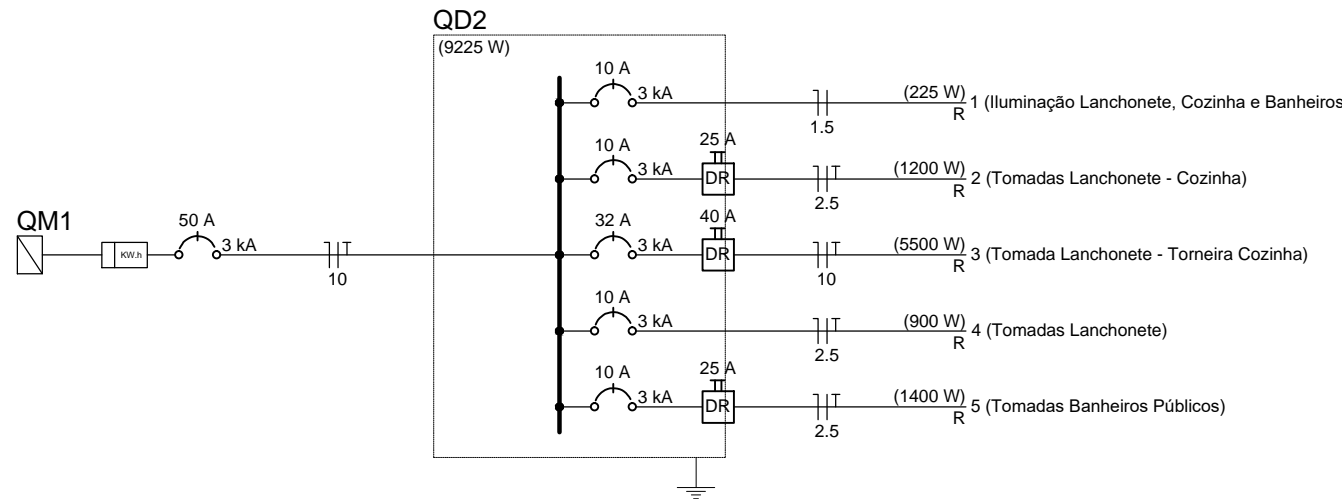 QD2
(9225 W)
10 A
3 kA
1.5
(225 W)
R
1 (Iluminação Lanchonete, Cozinha e Banheiros
10 A
3 kA
25 A
DR
2.5
(1200 W)
R
2 (Tomadas Lanchonete - Cozinha)
QM1
KW.h
50 A
3 kA
10
32 A
3 kA
40 A
DR
10
(5500 W)
R
3 (Tomada Lanchonete - Torneira Cozinha)
10 A
3 kA
2.5
(900 W)
R
4 (Tomadas Lanchonete)
10 A
3 kA
25 A
DR
2.5
(1400 W)
R
5 (Tomadas Banheiros Públicos)